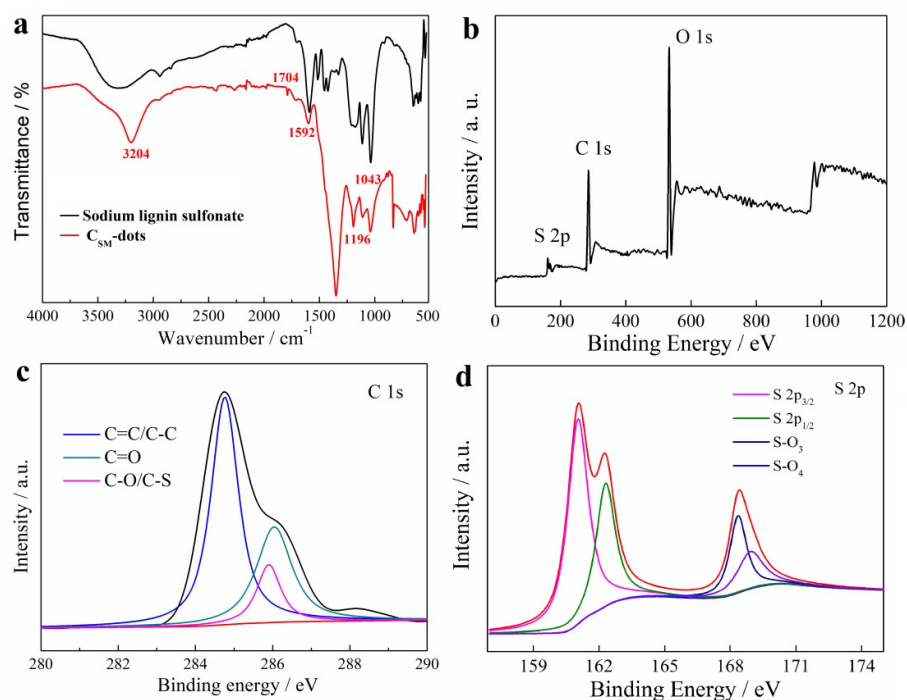 a
Transmittance / %
1704
1592
3204
1043
1196
Sodium lignin sulfonate
C_SM-dots
4000 3500 3000 2500 2000 1500 1000 500
Wavenumber / cm⁻¹
b
Intensity / a. u.
O 1s
C 1s
S 2p
0 200 400 600 800 1000 1200
Binding Energy / eV
c
C 1s
Intensity / a.u.
C=C/C-C
C=O
C-O/C-S
280 282 284 286 288 290
Binding energy / eV
d
S 2p
Intensity / a.u.
S 2p3/2
S 2p1/2
S-O3
S-O4
159 162 165 168 171 174
Binding Energy / eV